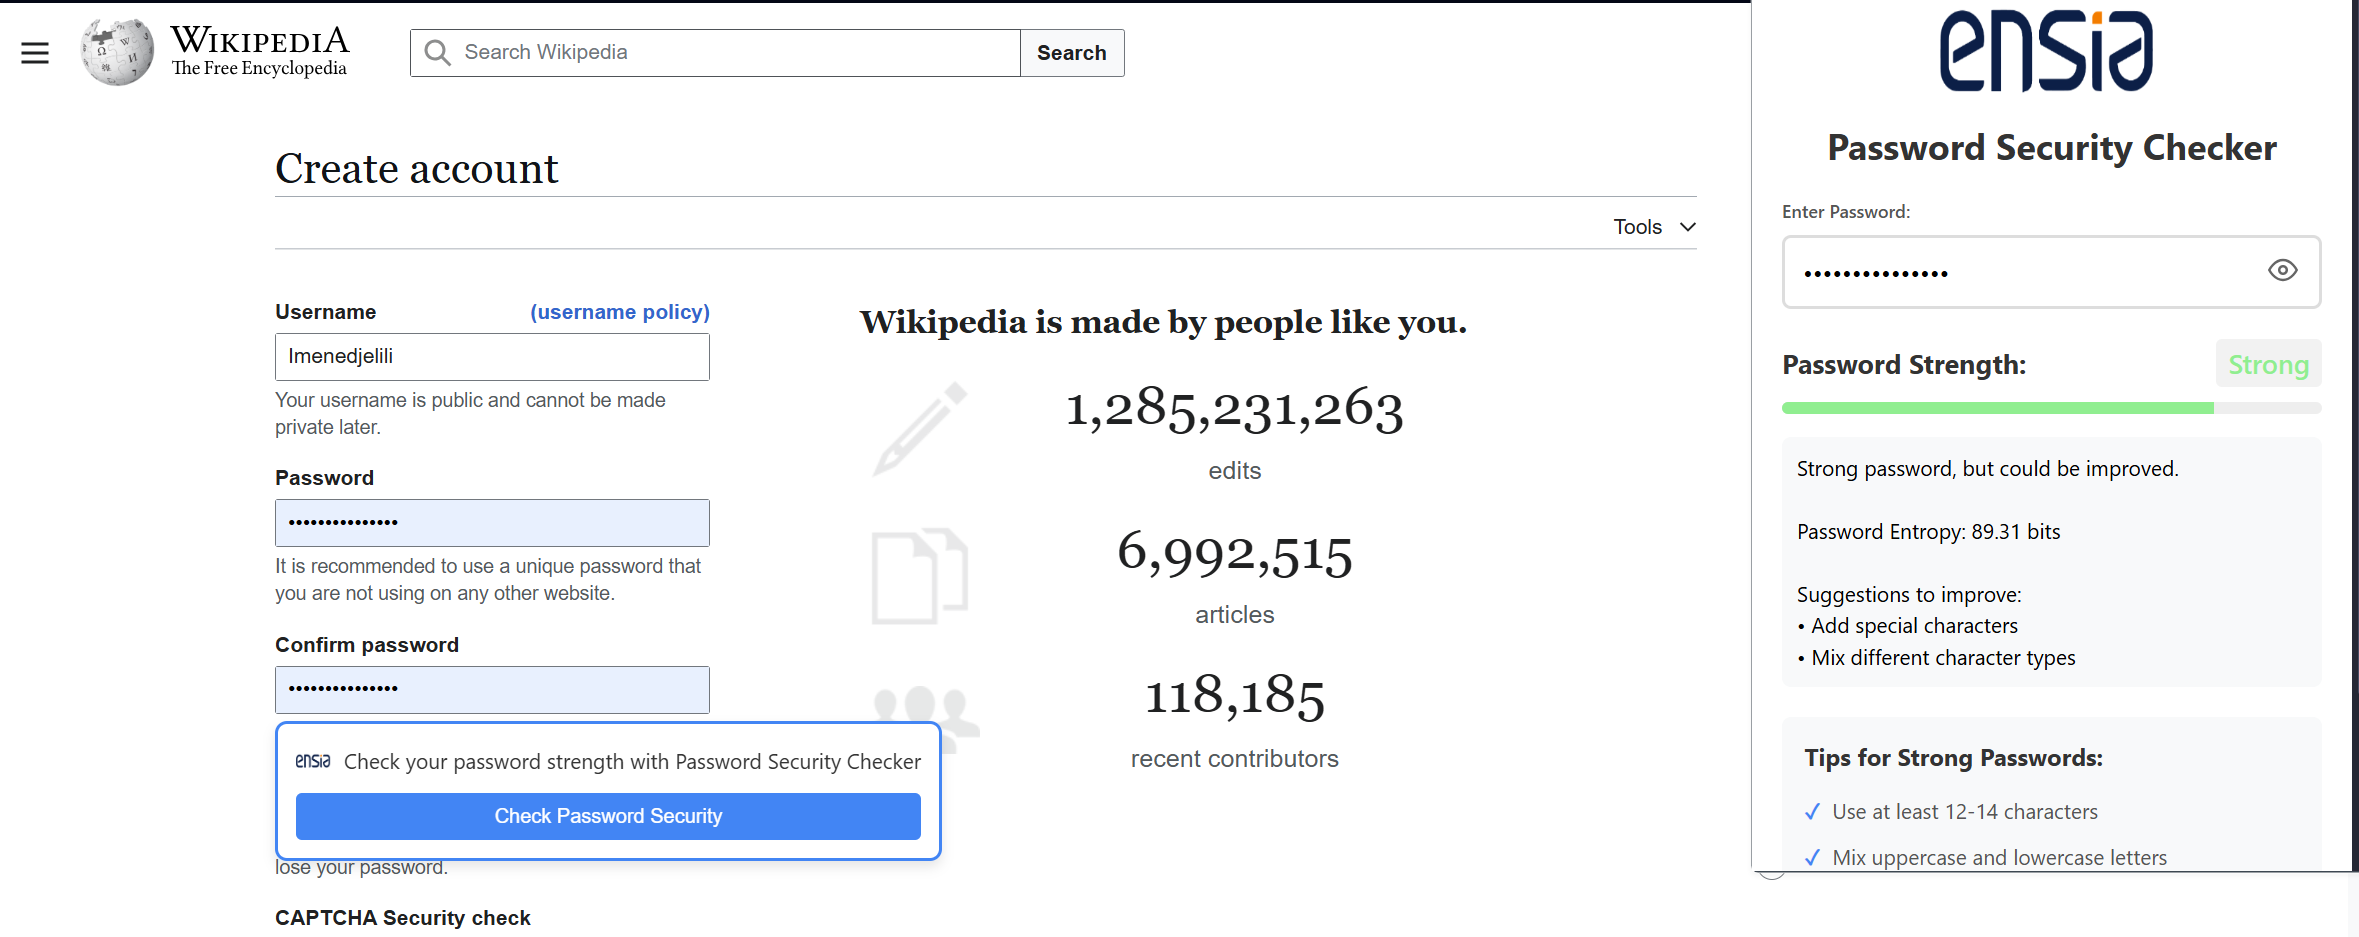 WIKIPEDIA
The Free Encyclopedia
Search Wikipedia
Search
Create account
Tools
Username (username policy)
Imenedjelili
Your username is public and cannot be made
private later.
Password
•••••••••••••••
It is recommended to use a unique password that
you are not using on any other website.
Confirm password
•••••••••••••••
ensia Check your password strength with Password Security Checker
Check Password Security
lose your password.
CAPTCHA Security check
Wikipedia is made by people like you.
1,285,231,263
edits
6,992,515
articles
118,185
recent contributors
ensia
Password Security Checker
Enter Password:
•••••••••••••••
Password Strength: Strong
Strong password, but could be improved.
Password Entropy: 89.31 bits
Suggestions to improve:
• Add special characters
• Mix different character types
Tips for Strong Passwords:
✓ Use at least 12-14 characters
✓ Mix uppercase and lowercase letters